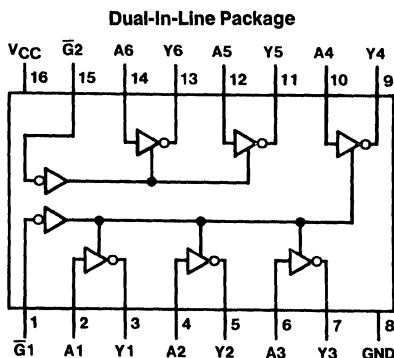 Dual-In-Line Package
VCC G̅2 A6 Y6 A5 Y5 A4 Y4
16 15 14 13 12 11 10 9
1 2 3 4 5 6 7 8
G̅1 A1 Y1 A2 Y2 A3 Y3 GND